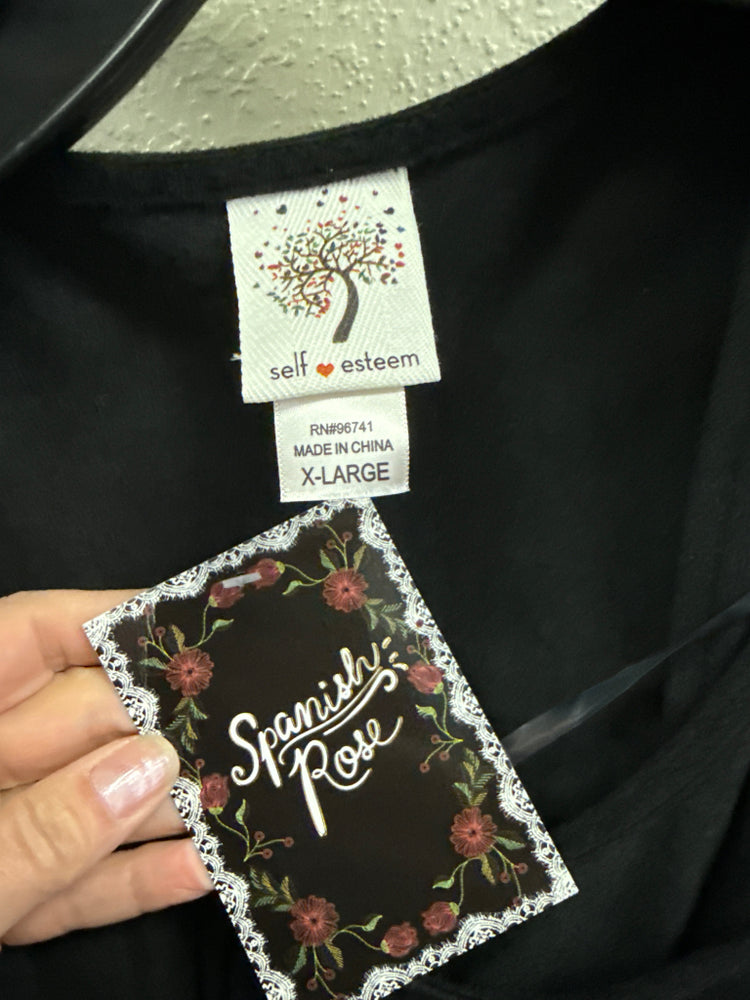 self esteem
RN#96741
MADE IN CHINA
X-LARGE
Spanish
Rose